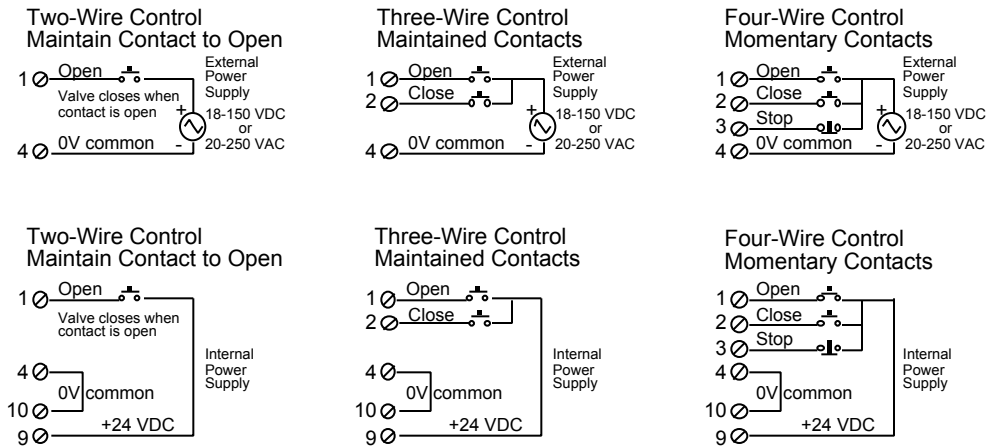 Two-Wire Control
Maintain Contact to Open
1 Open
Valve closes when
contact is open
External
Power
Supply
+
18-150 VDC
or
20-250 VAC
-
4 0V common
Three-Wire Control
Maintained Contacts
1 Open
2 Close
External
Power
Supply
+
18-150 VDC
or
20-250 VAC
-
4 0V common
Four-Wire Control
Momentary Contacts
1 Open
2 Close
3 Stop
External
Power
Supply
+
18-150 VDC
or
20-250 VAC
-
4 0V common
Two-Wire Control
Maintain Contact to Open
1 Open
Valve closes when
contact is open
Internal
Power
Supply
4
0V common
10
9 +24 VDC
Three-Wire Control
Maintained Contacts
1 Open
2 Close
Internal
Power
Supply
4
0V common
10
9 +24 VDC
Four-Wire Control
Momentary Contacts
1 Open
2 Close
3 Stop
Internal
Power
Supply
4
0V common
10
9 +24 VDC